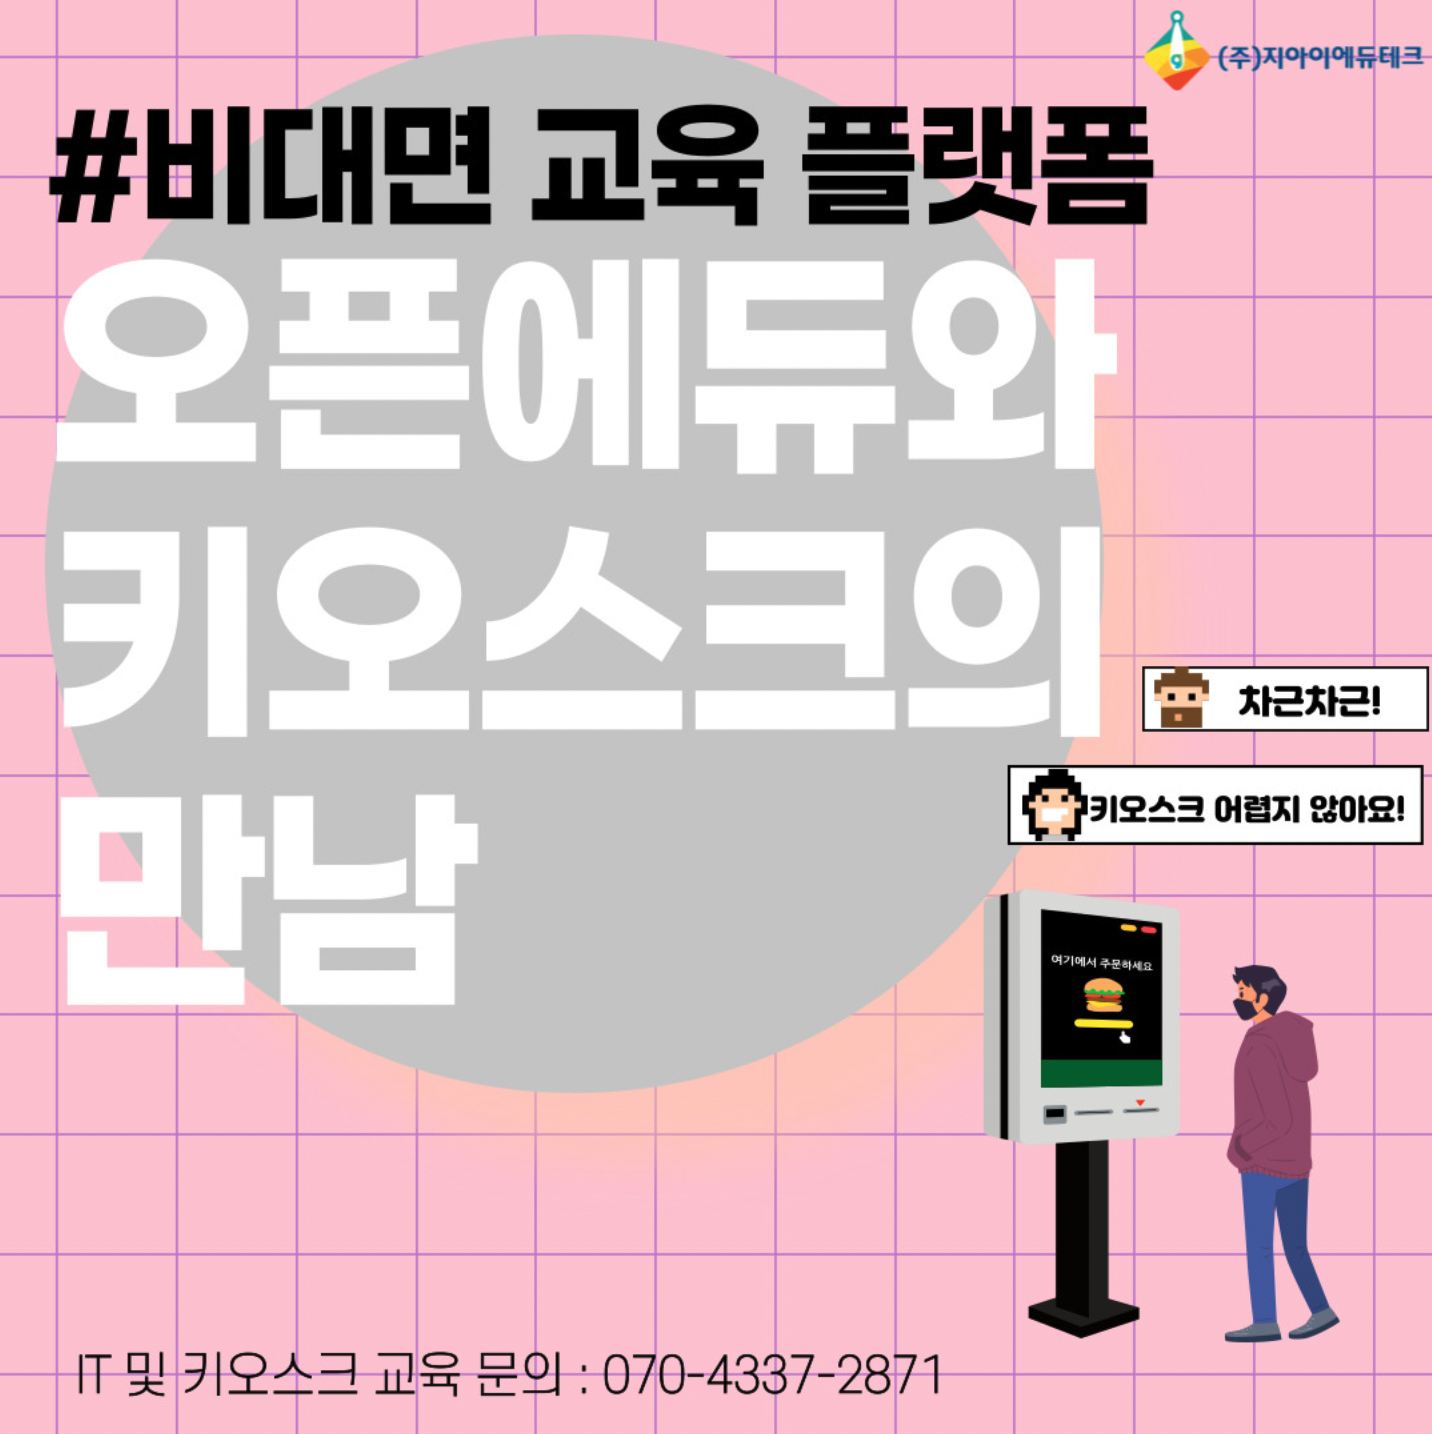 (주)지아이에듀테크
#비대면 교육 플랫폼
오픈에듀와
키오스크의
만남
차근차근!
키오스크 어렵지 않아요!
여기에서 주문하세요
IT 및 키오스크 교육 문의 : 070-4337-2871